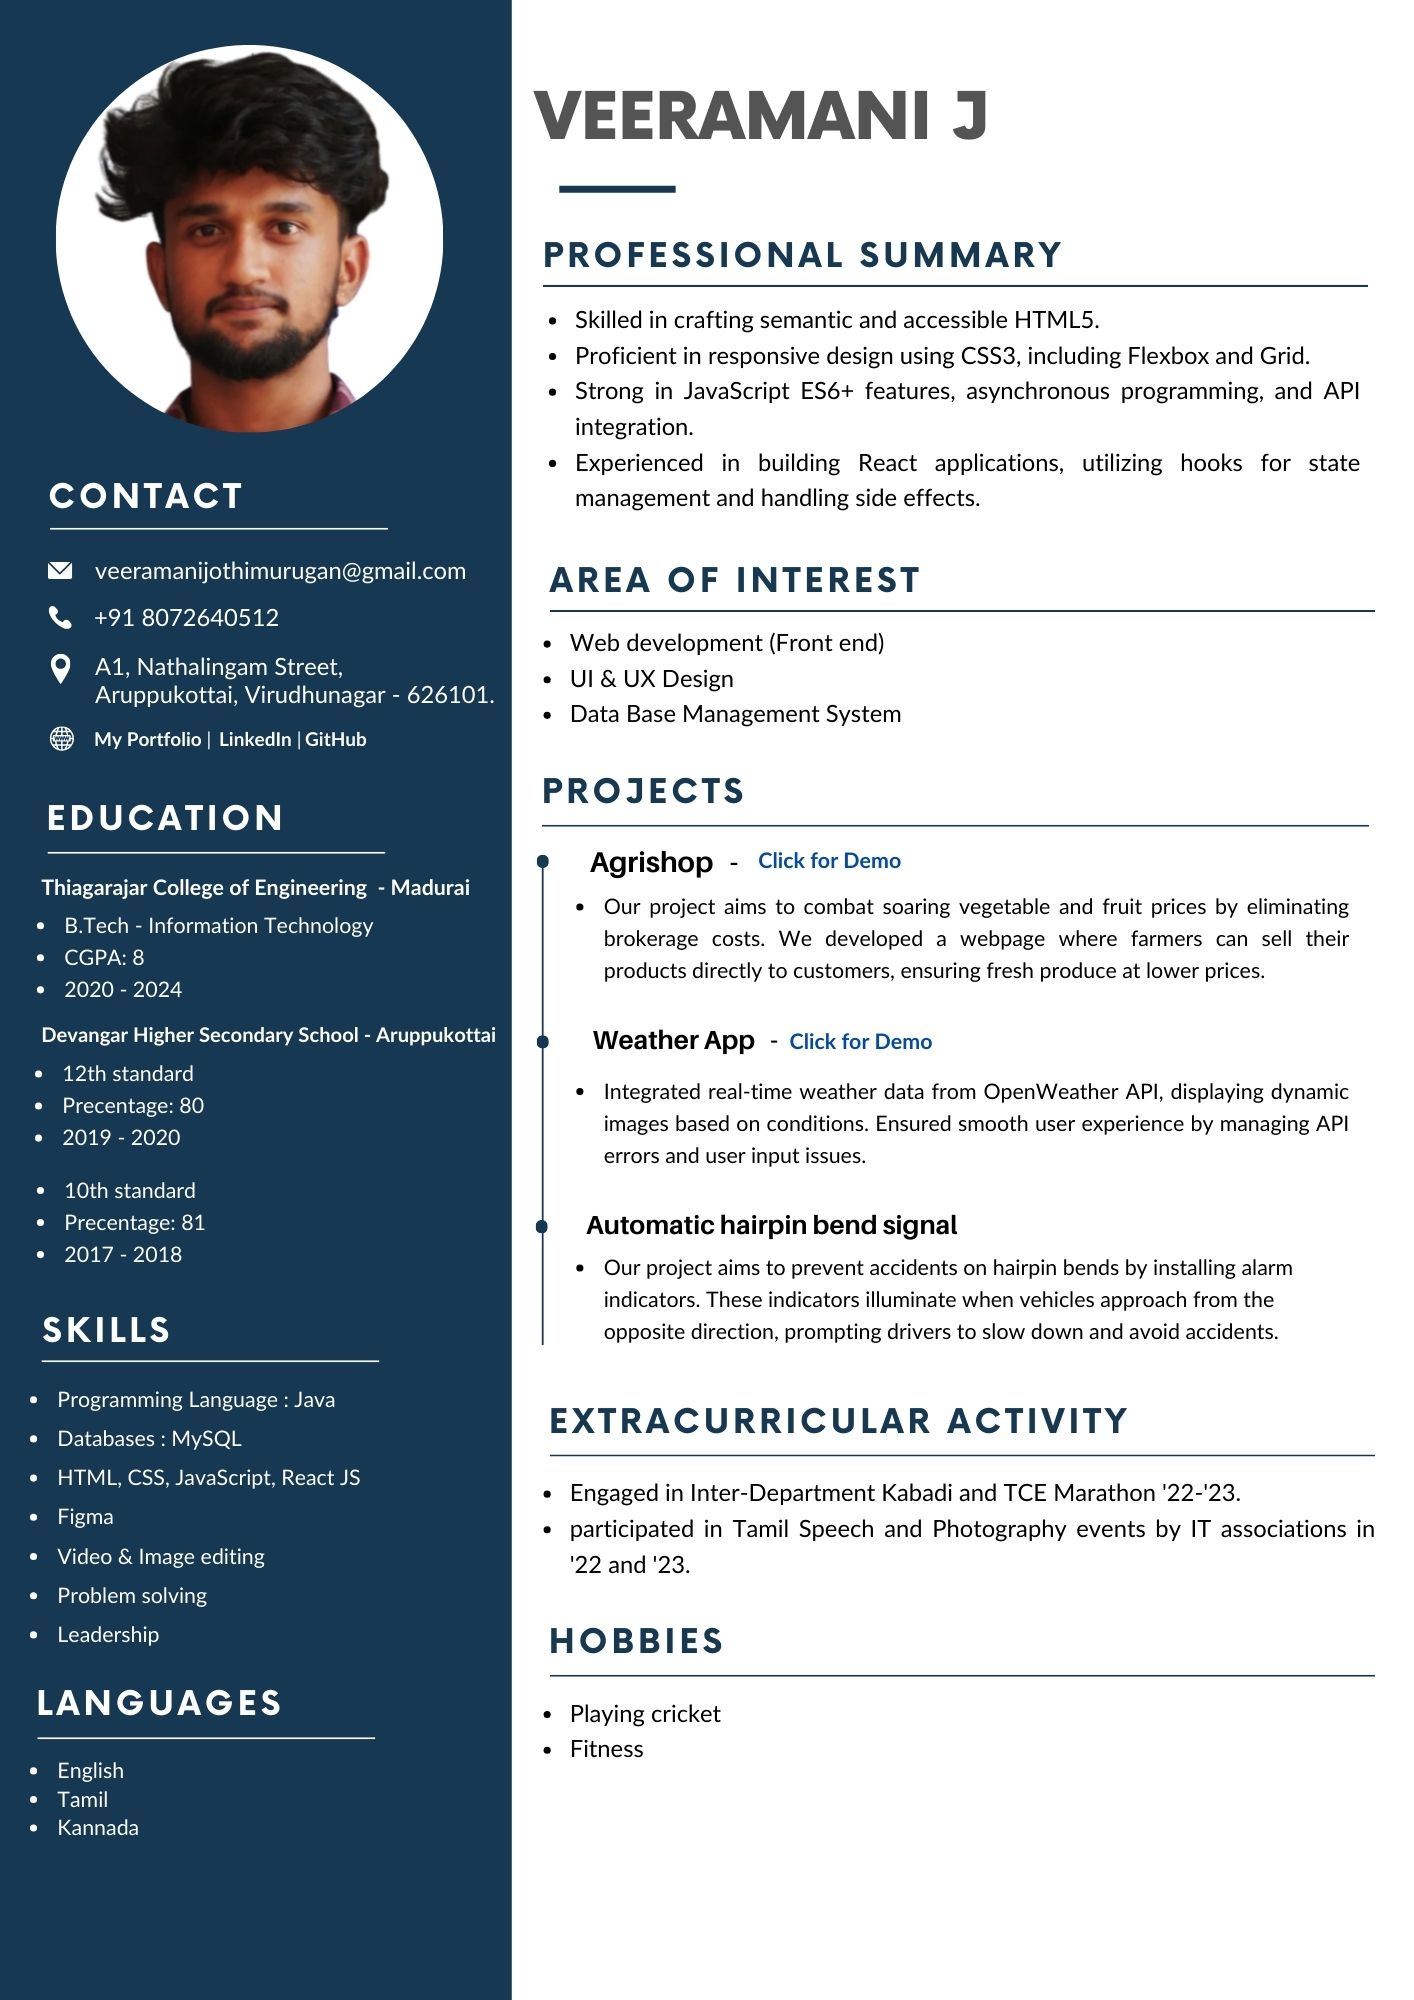 VEERAMANI J
CONTACT
veeramanijothimurugan@gmail.com
+91 8072640512
A1, Nathalingam Street,
Aruppukottai, Virudhunagar - 626101.
My Portfolio | LinkedIn | GitHub
EDUCATION
Thiagarajar College of Engineering - Madurai
• B.Tech - Information Technology
• CGPA: 8
• 2020 - 2024
Devangar Higher Secondary School - Aruppukottai
• 12th standard
• Precentage: 80
• 2019 - 2020
• 10th standard
• Precentage: 81
• 2017 - 2018
SKILLS
• Programming Language : Java
• Databases : MySQL
• HTML, CSS, JavaScript, React JS
• Figma
• Video & Image editing
• Problem solving
• Leadership
LANGUAGES
• English
• Tamil
• Kannada
PROFESSIONAL SUMMARY
• Skilled in crafting semantic and accessible HTML5.
• Proficient in responsive design using CSS3, including Flexbox and Grid.
• Strong in JavaScript ES6+ features, asynchronous programming, and API
integration.
• Experienced in building React applications, utilizing hooks for state
management and handling side effects.
AREA OF INTEREST
• Web development (Front end)
• UI & UX Design
• Data Base Management System
PROJECTS
Agrishop - Click for Demo
• Our project aims to combat soaring vegetable and fruit prices by eliminating
brokerage costs. We developed a webpage where farmers can sell their
products directly to customers, ensuring fresh produce at lower prices.
Weather App - Click for Demo
• Integrated real-time weather data from OpenWeather API, displaying dynamic
images based on conditions. Ensured smooth user experience by managing API
errors and user input issues.
Automatic hairpin bend signal
• Our project aims to prevent accidents on hairpin bends by installing alarm
indicators. These indicators illuminate when vehicles approach from the
opposite direction, prompting drivers to slow down and avoid accidents.
EXTRACURRICULAR ACTIVITY
• Engaged in Inter-Department Kabadi and TCE Marathon '22-'23.
• participated in Tamil Speech and Photography events by IT associations in
'22 and '23.
HOBBIES
• Playing cricket
• Fitness